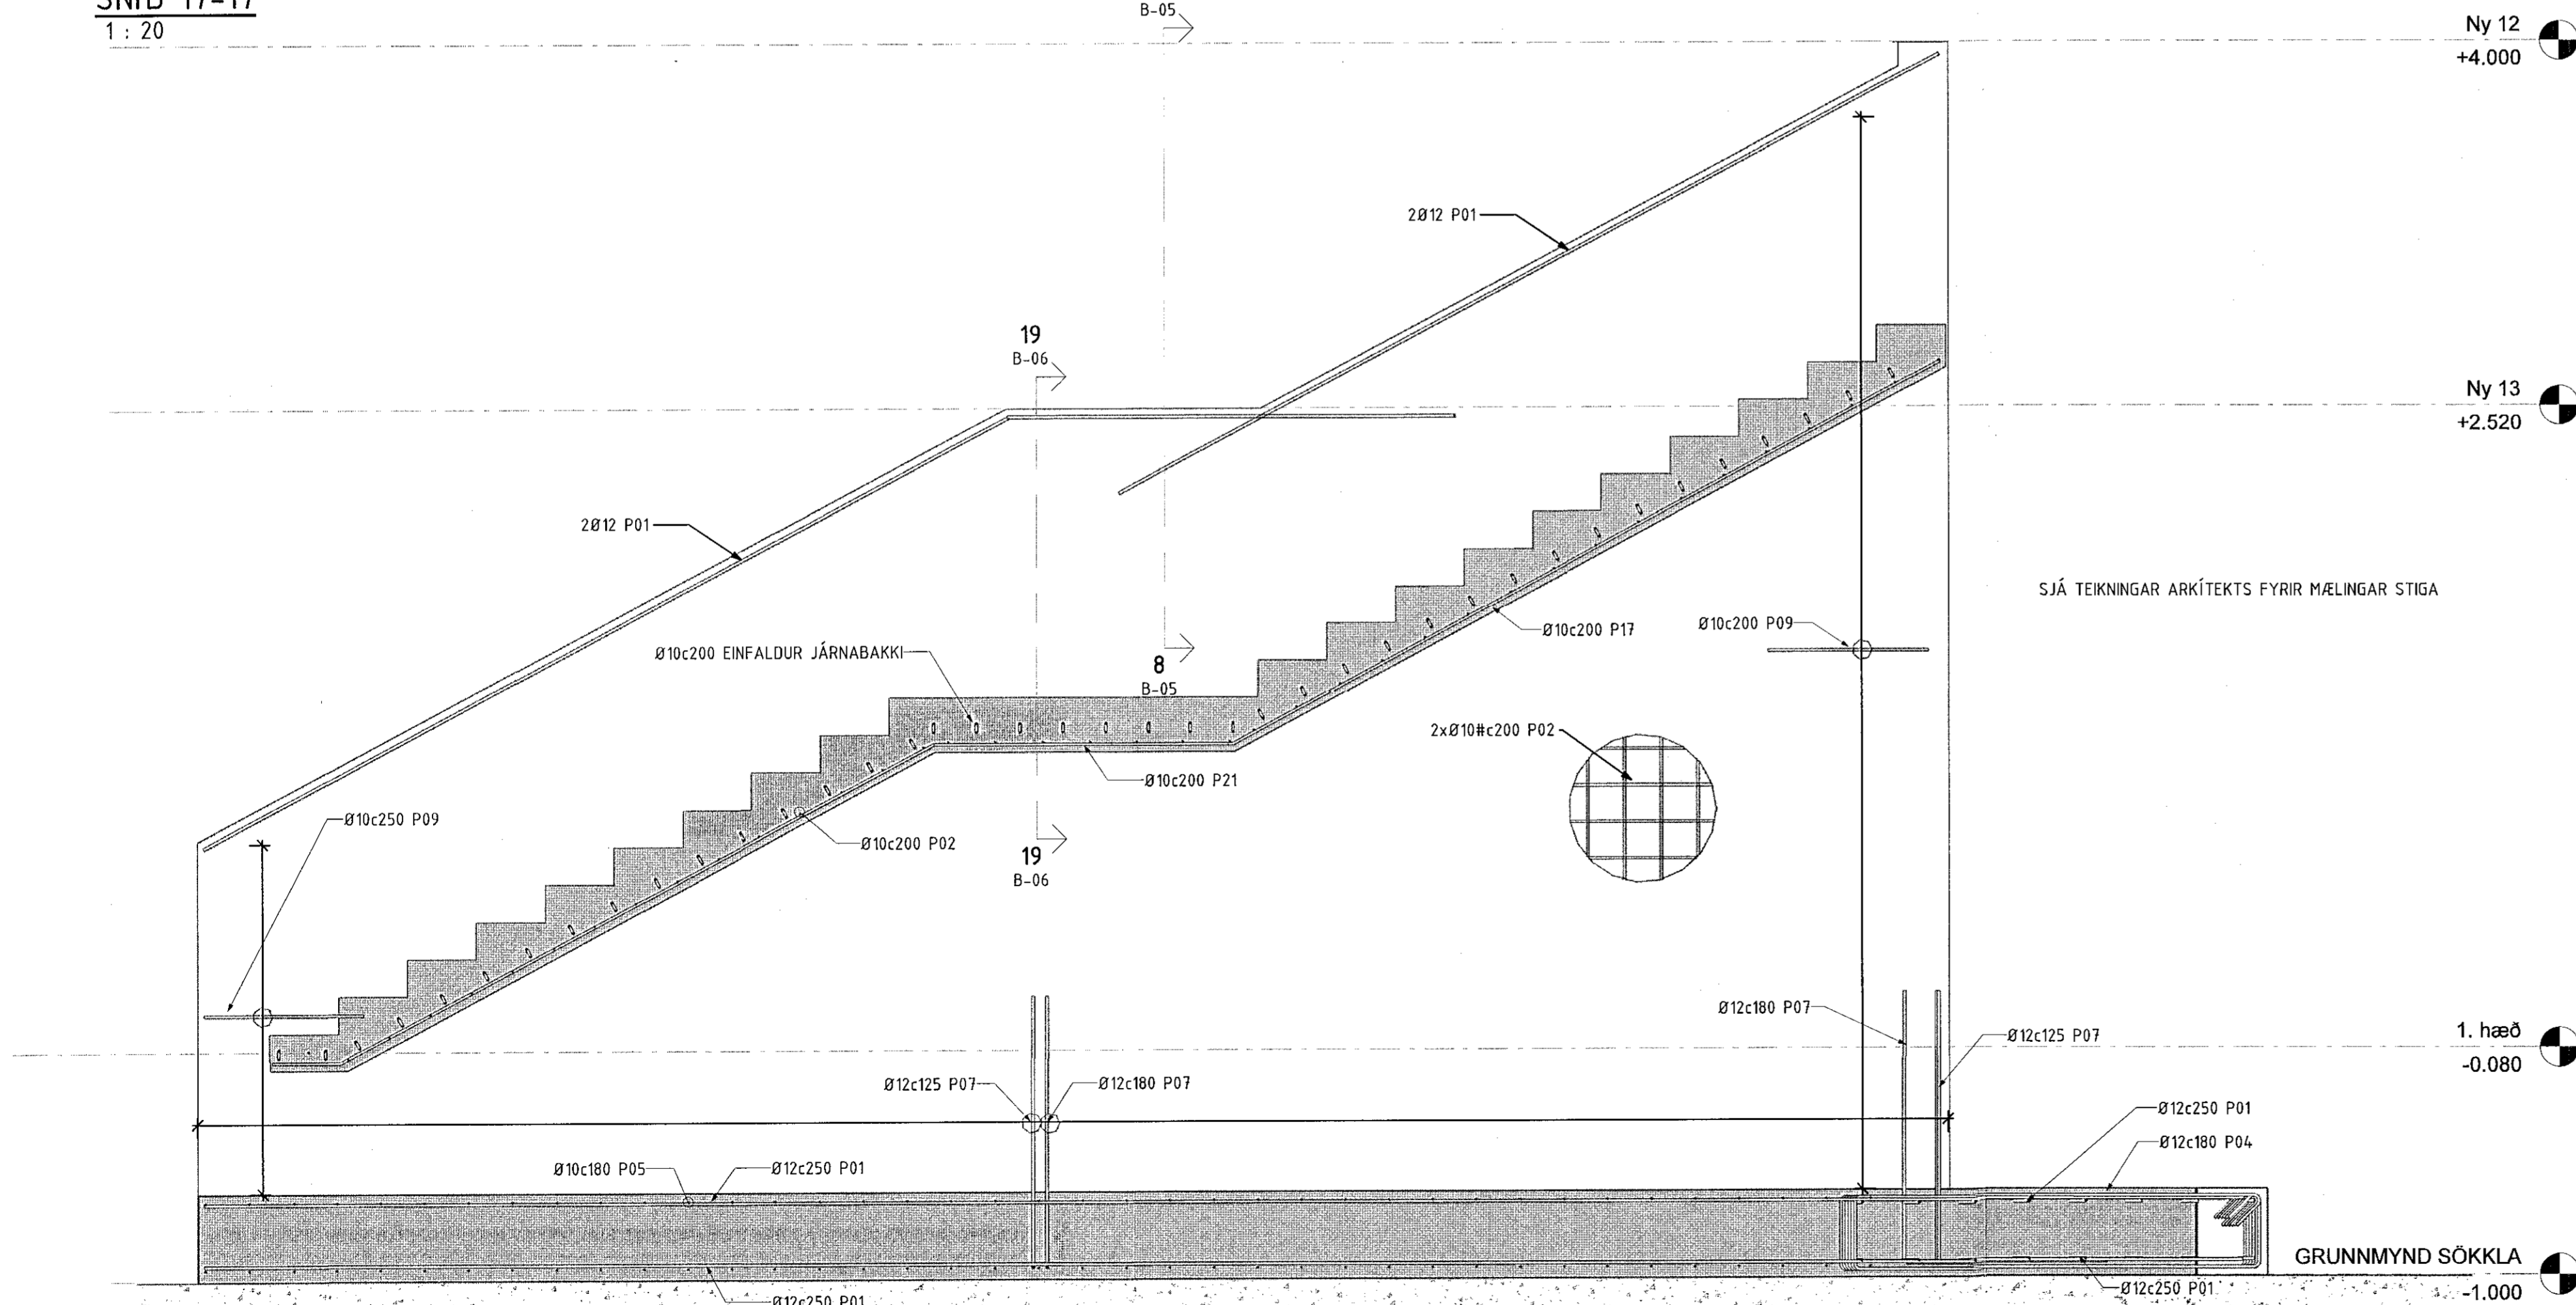 SNIÐ 17-17
1 : 20
B-05
Ny 12
+4.000
2Ø12 P01
19
B-06
Ny 13
+2.520
2Ø12 P01
SJÁ TEIKNINGAR ARKÍTEKTS FYRIR MÆLINGAR STIGA
Ø10c200 P17
Ø10c200 P09
Ø10c200 EINFALDUR JÁRNABAKKI
8
B-05
2xØ10#c200 P02
Ø10c200 P21
Ø10c250 P09
Ø10c200 P02
19
B-06
Ø12c180 P07
1. hæð
-0.080
Ø12c125 P07
Ø12c125 P07
Ø12c180 P07
Ø12c250 P01
Ø12c180 P04
Ø10c180 P05
Ø12c250 P01
GRUNNMYND SÖKKLA
-1.000
Ø12c250 P01
Ø12c250 P01